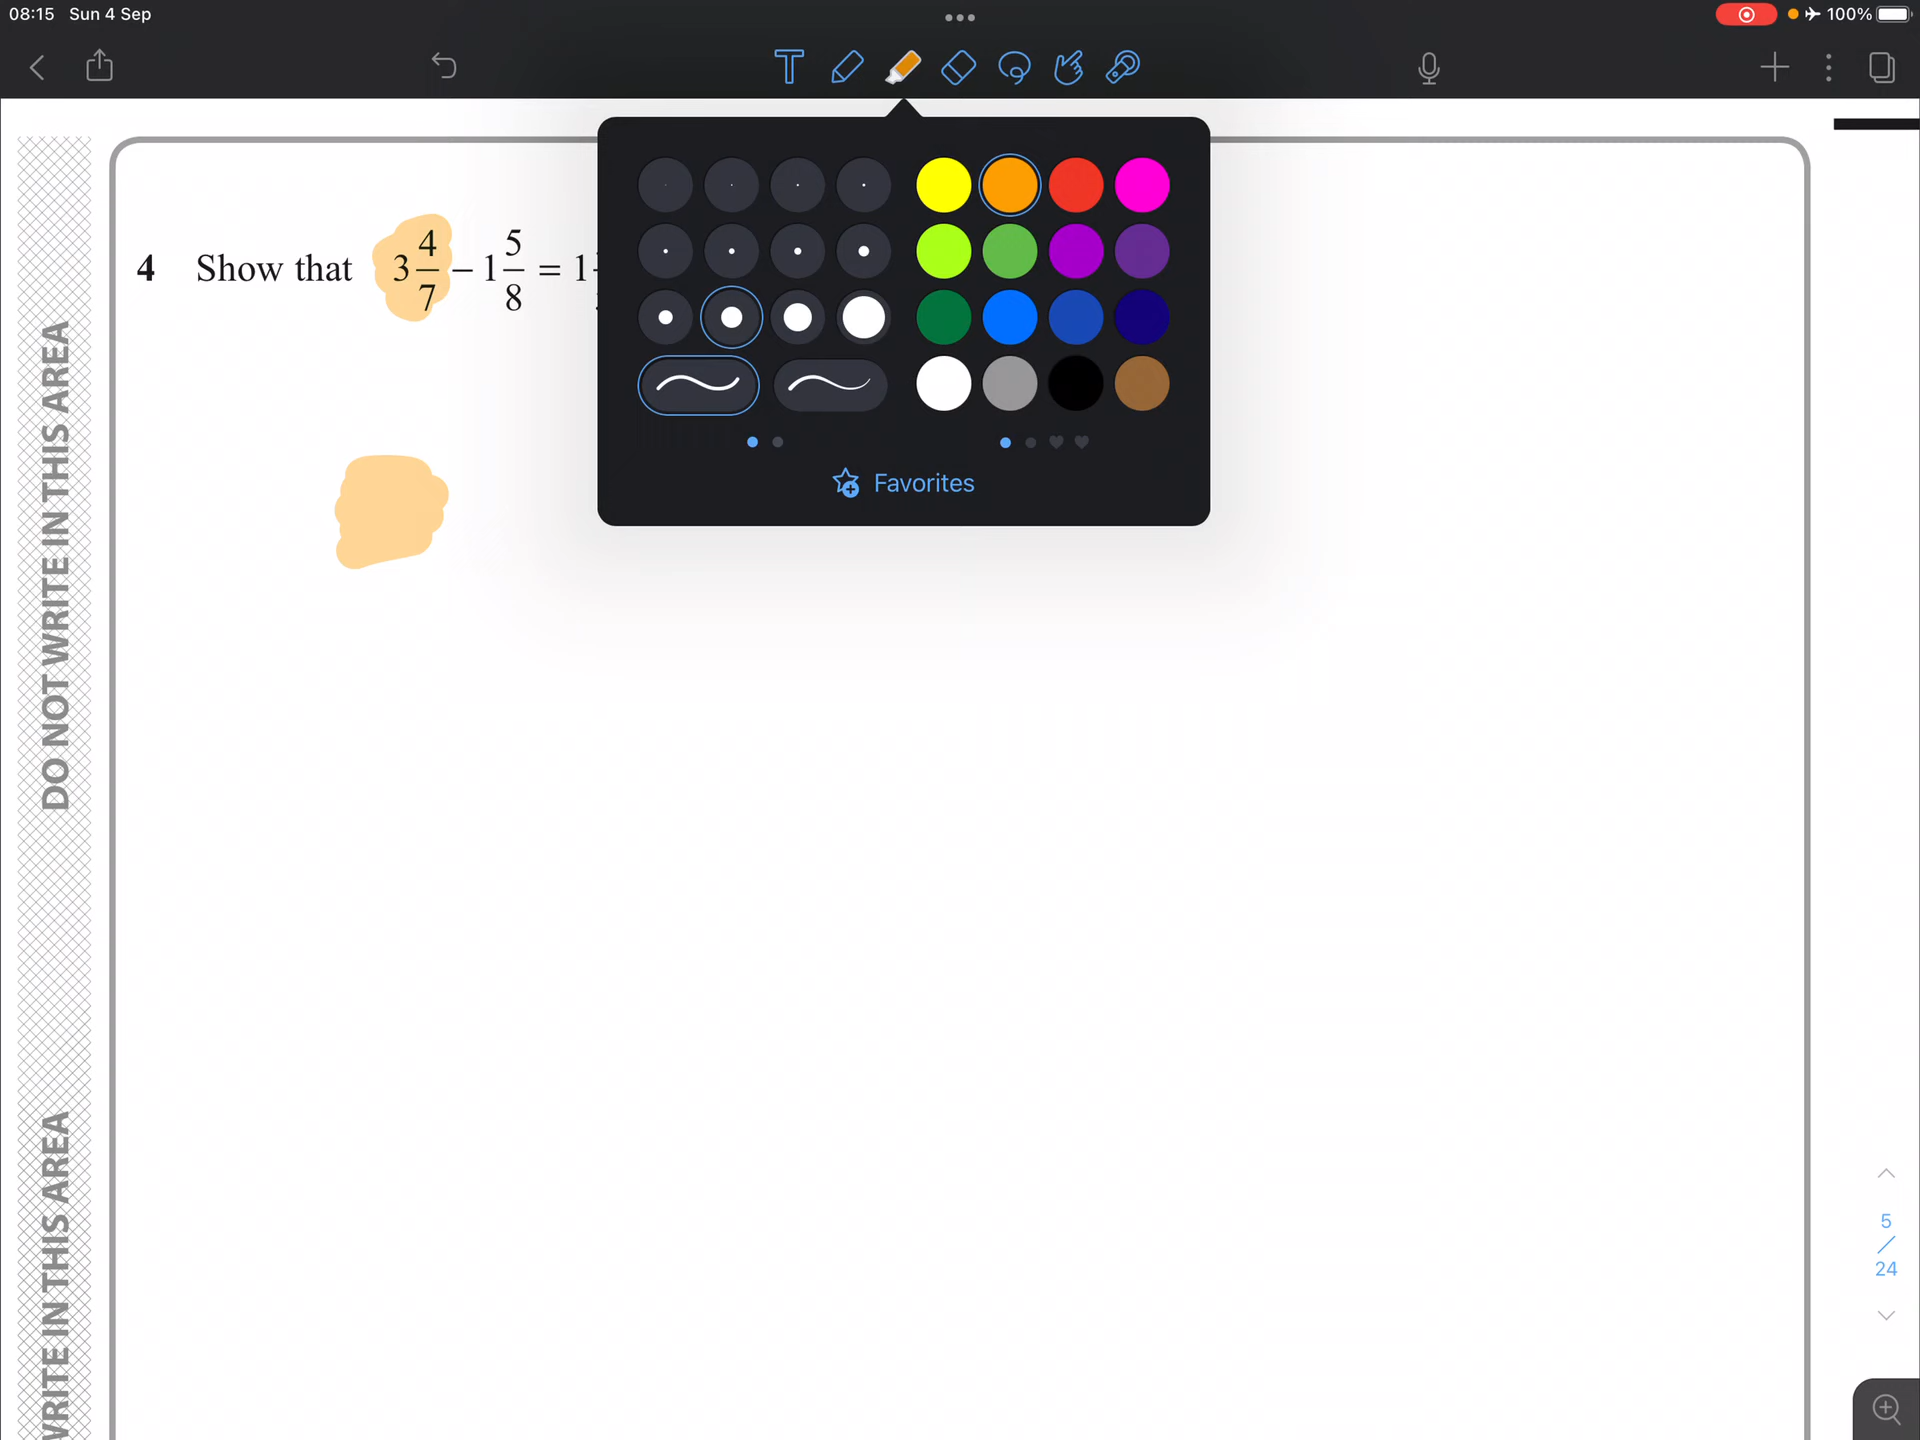 08:15 Sun 4 Sep
100%
4 Show that 3 4/7 − 1 5/8 = 1
Favorites
DO NOT WRITE IN THIS AREA
WRITE IN THIS AREA
5
/
24